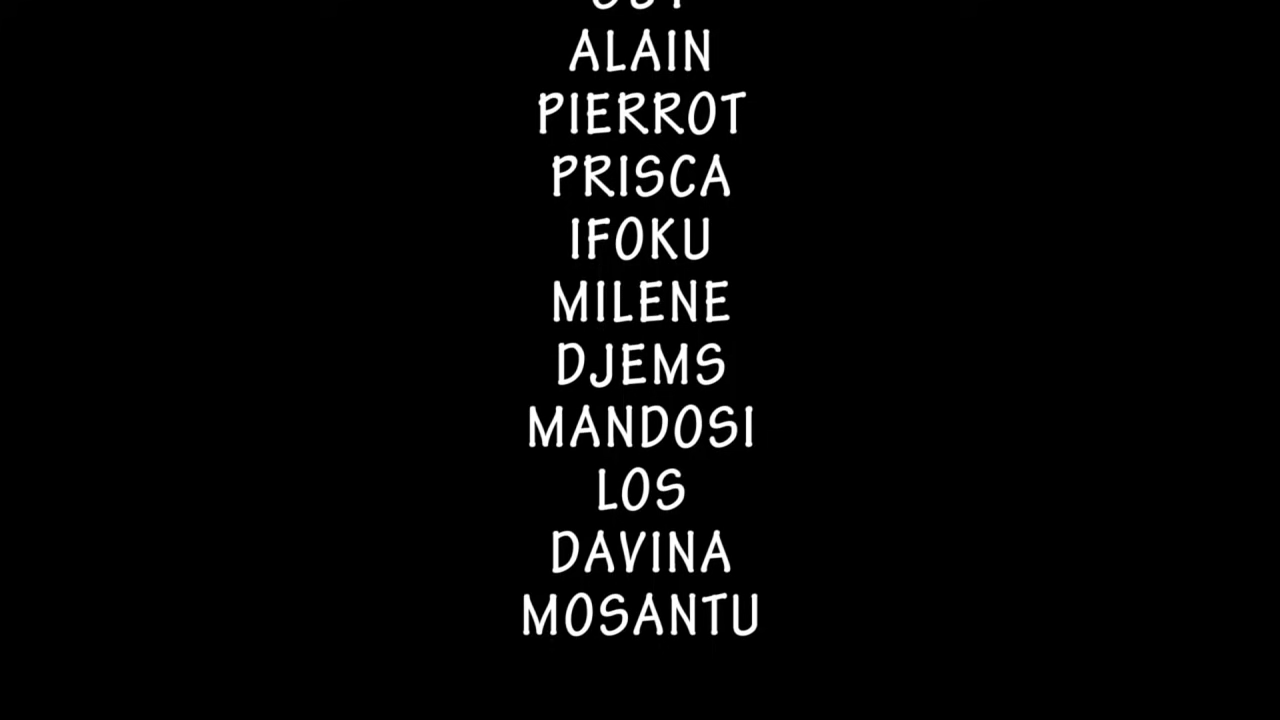 ALAIN
PIERROT
PRISCA
IFOKU
MILENE
DJEMS
MANDOSI
LOS
DAVINA
MOSANTU